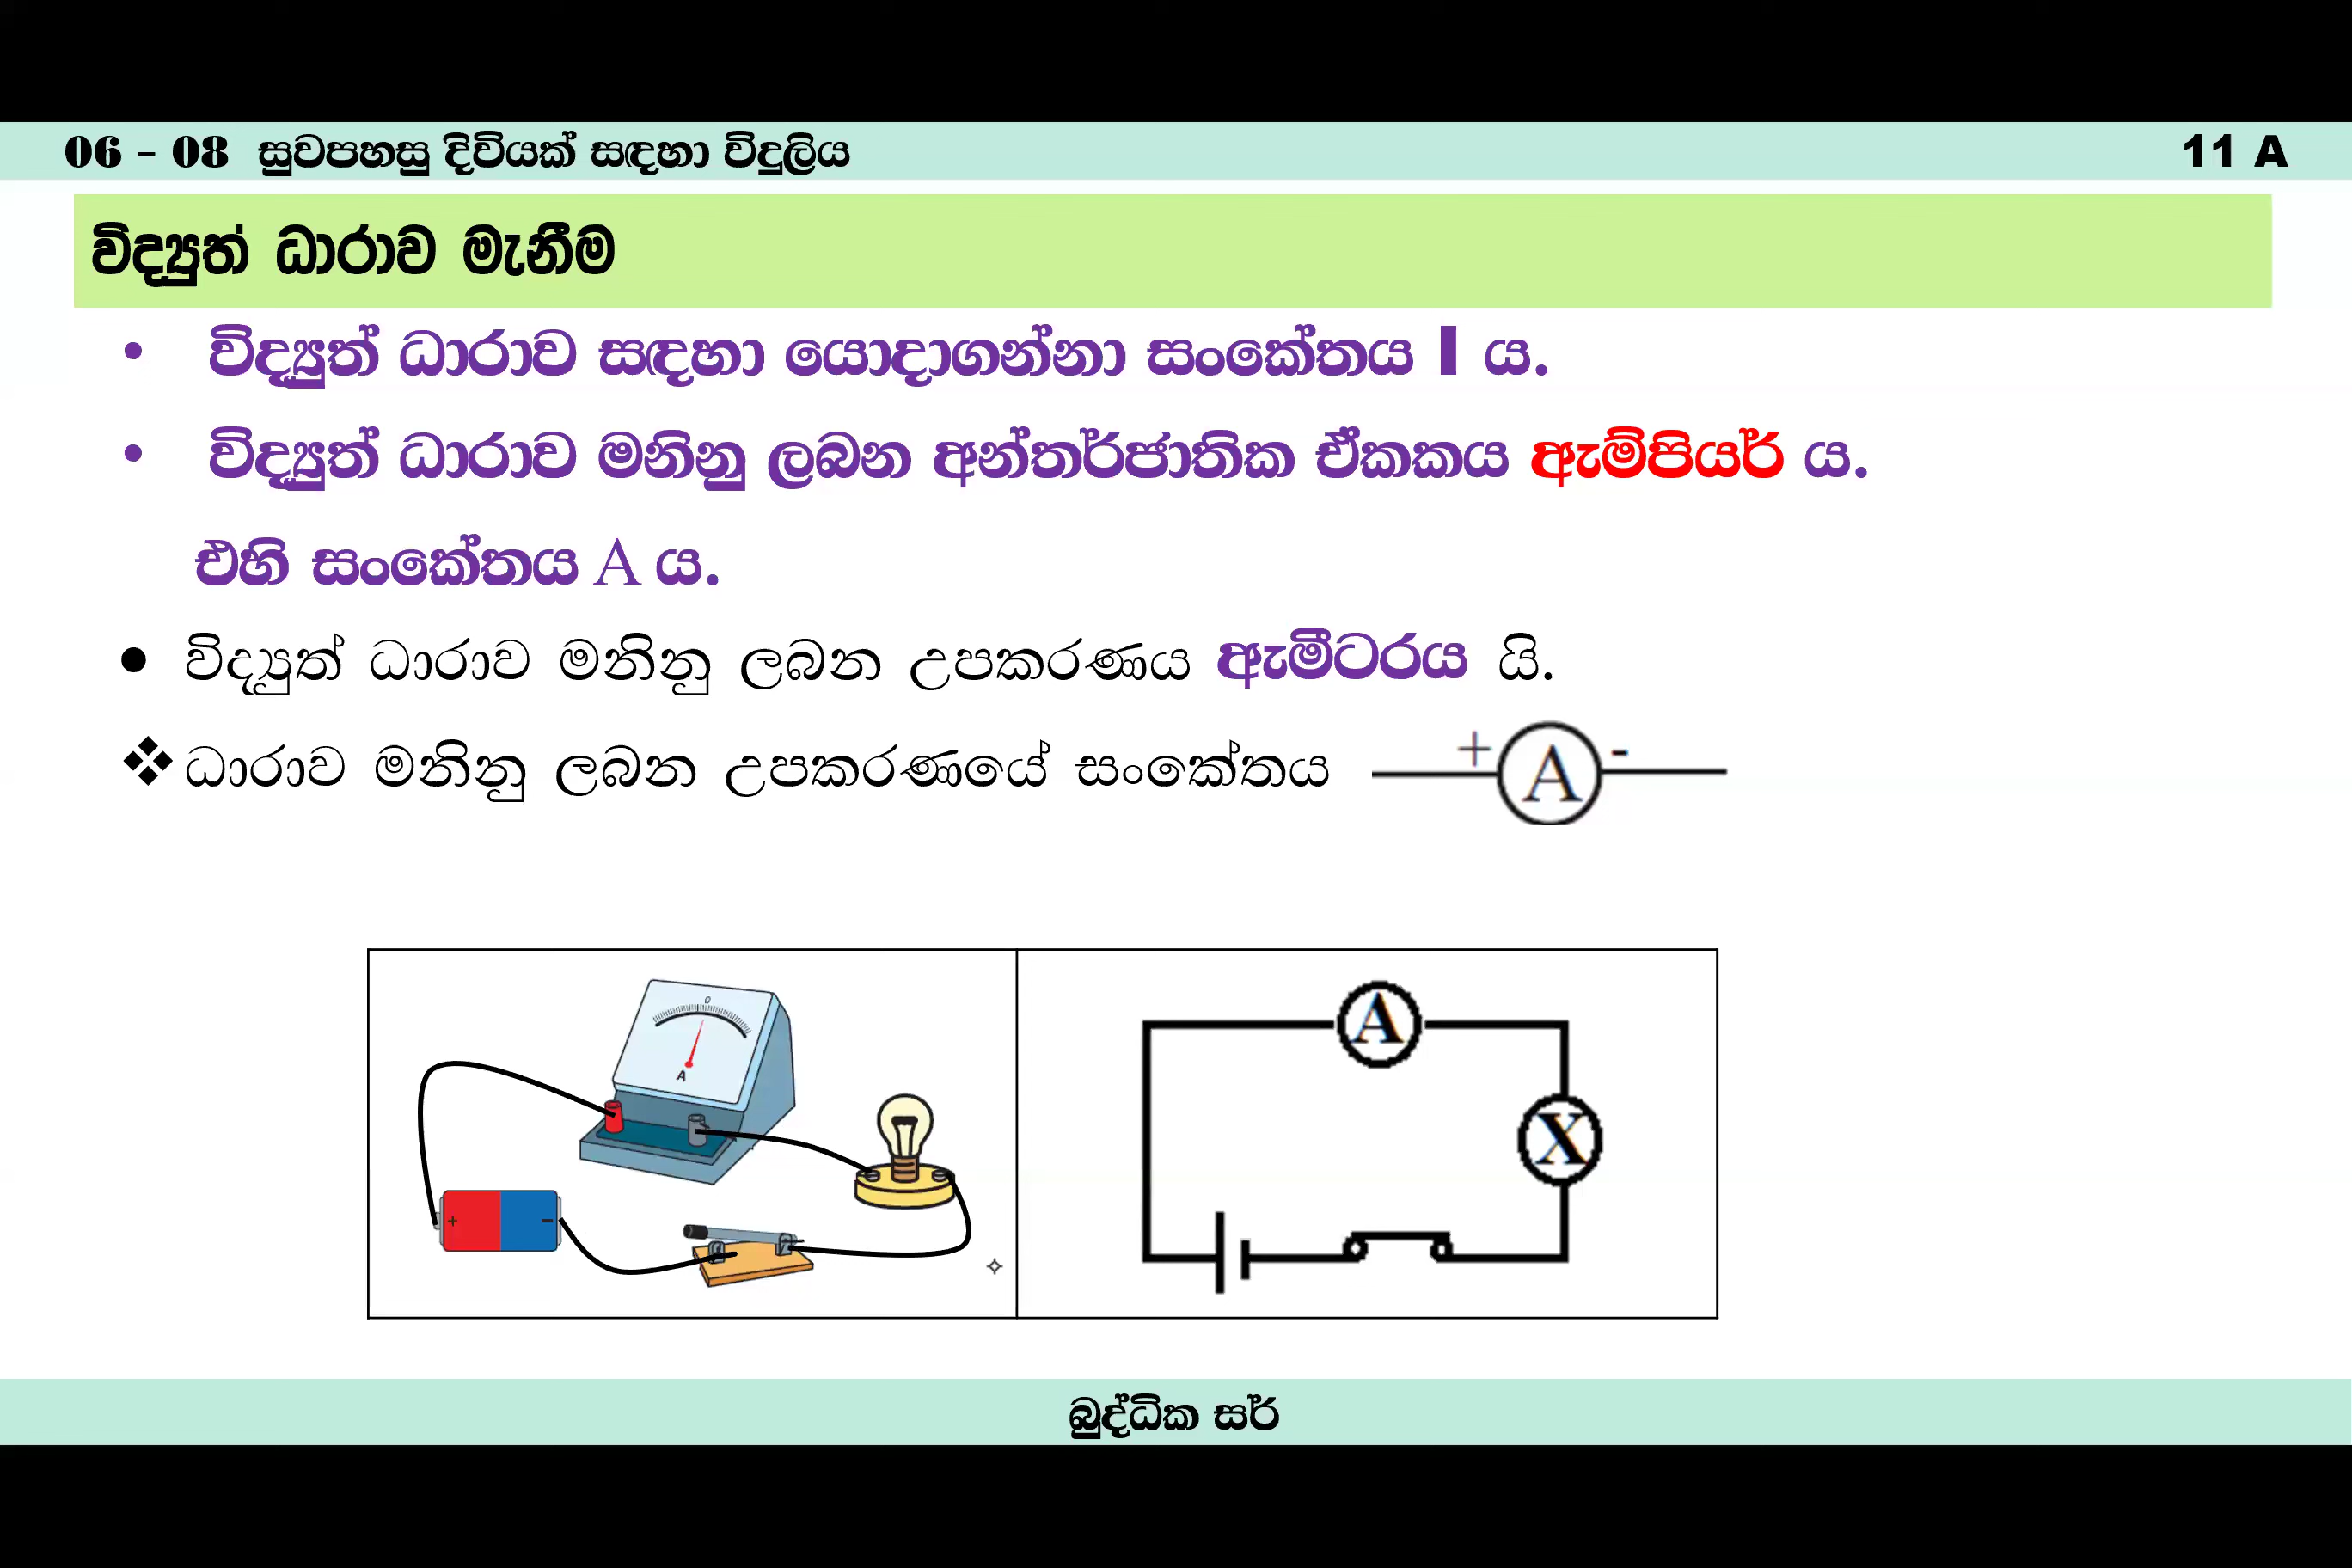 06 - 08 සුවපහසු දිවියක් සඳහා විදුලිය
11 A
විද්‍යුත් ධාරාව මැනීම
• විද්‍යුත් ධාරාව සඳහා යොදාගන්නා සංකේතය I ය.
• විද්‍යුත් ධාරාව මනිනු ලබන අන්තර්ජාතික ඒකකය ඇම්පියර් ය.
එහි සංකේතය A ය.
● විද්‍යුත් ධාරාව මනිනු ලබන උපකරණය ඇමීටරය යි.
❖ ධාරාව මනිනු ලබන උපකරණයේ සංකේතය
+ A -
0
A
+ -
A
X
බුද්ධික සර්